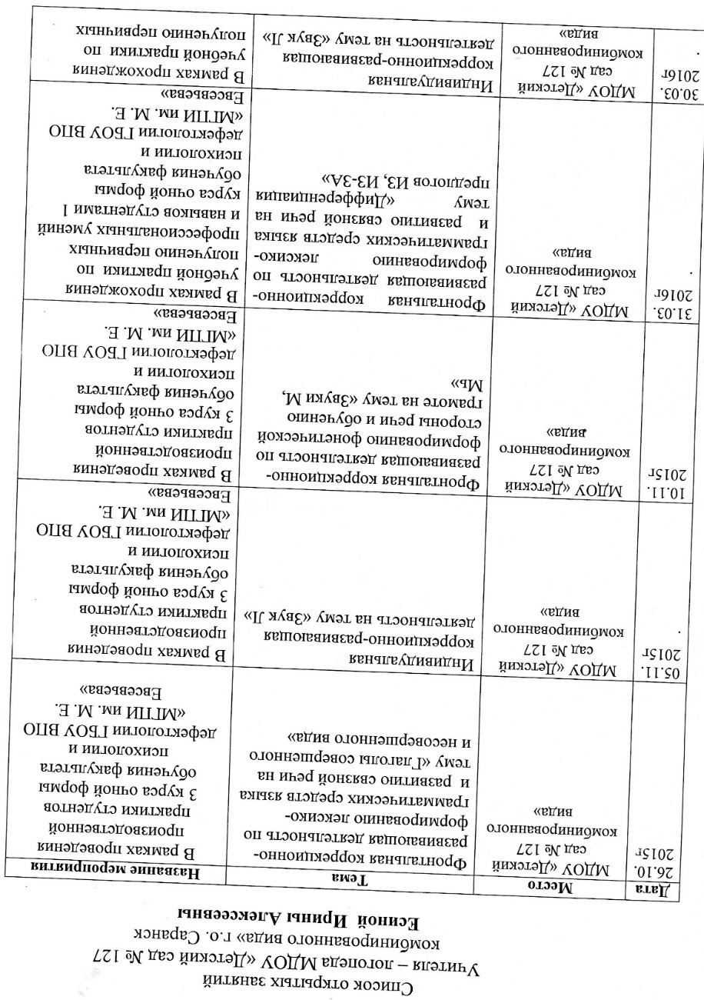 Список открытых занятий
Учителя – логопеда МДОУ «Детский сад № 127
комбинированного вида» г.о. Саранск
Есиной Ирины Алексеевны
Дата
Место
Тема
Название мероприятия
26.10.
2015г
МДОУ «Детский
сад № 127
комбинированного
вида»
Фронтальная коррекционно-
развивающая деятельность по
формированию лексико-
грамматических средств языка
и развитию связной речи на
тему «Глаголы совершенного
и несовершенного вида»
В рамках проведения
производственной
практики студентов
3 курса очной формы
обучения факультета
психологии и
дефектологии ГБОУ ВПО
«МГПИ им. М. Е.
Евсевьева»
05.11.
2015г
.
МДОУ «Детский
сад № 127
комбинированного
вида»
Индивидуальная
коррекционно-развивающая
деятельность на тему «Звук Л»
В рамках проведения
производственной
практики студентов
3 курса очной формы
обучения факультета
психологии и
дефектологии ГБОУ ВПО
«МГПИ им. М. Е.
Евсевьева»
10.11.
2015г
МДОУ «Детский
сад № 127
комбинированного
вида»
Фронтальная коррекционно-
развивающая деятельность по
формированию фонетической
стороны речи и обучению
грамоте на тему «Звуки М,
Мь»
В рамках проведения
производственной
практики студентов
3 курса очной формы
обучения факультета
психологии и
дефектологии ГБОУ ВПО
«МГПИ им. М. Е.
Евсевьева»
31.03.
2016г
.
МДОУ «Детский
сад № 127
комбинированного
вида»
Фронтальная коррекционно-
развивающая деятельность по
формированию лексико-
грамматических средств языка
и развитию связной речи на
тему «Дифференциация
предлогов ИЗ, ИЗ-ЗА»
В рамках прохождения
учебной практики по
получению первичных
профессиональных умений
и навыков студентами 1
курса очной формы
обучения факультета
психологии и
дефектологии ГБОУ ВПО
«МГПИ им. М. Е.
Евсевьева»
30.03.
2016г
.
МДОУ «Детский
сад № 127
комбинированного
вида»
Индивидуальная
коррекционно-развивающая
деятельность на тему «Звук Л»
В рамках прохождения
учебной практики по
получению первичных